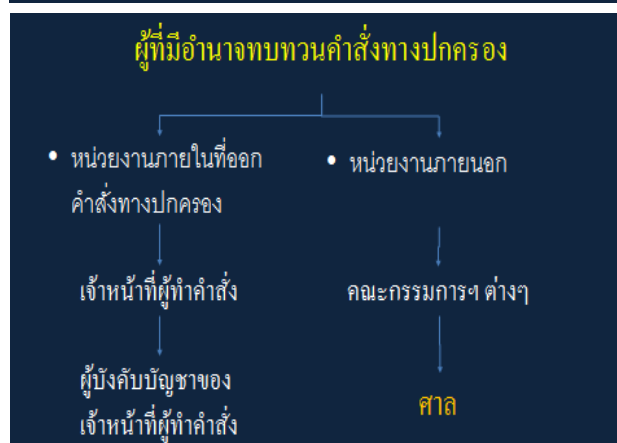 ผู้ที่มีอำนาจทบทวนคำสั่งทางปกครอง
• หน่วยงานภายในที่ออก
คำสั่งทางปกครอง
• หน่วยงานภายนอก
เจ้าหน้าที่ผู้ทำคำสั่ง
คณะกรรมการฯ ต่างๆ
ผู้บังคับบัญชาของ
เจ้าหน้าที่ผู้ทำคำสั่ง
ศาล